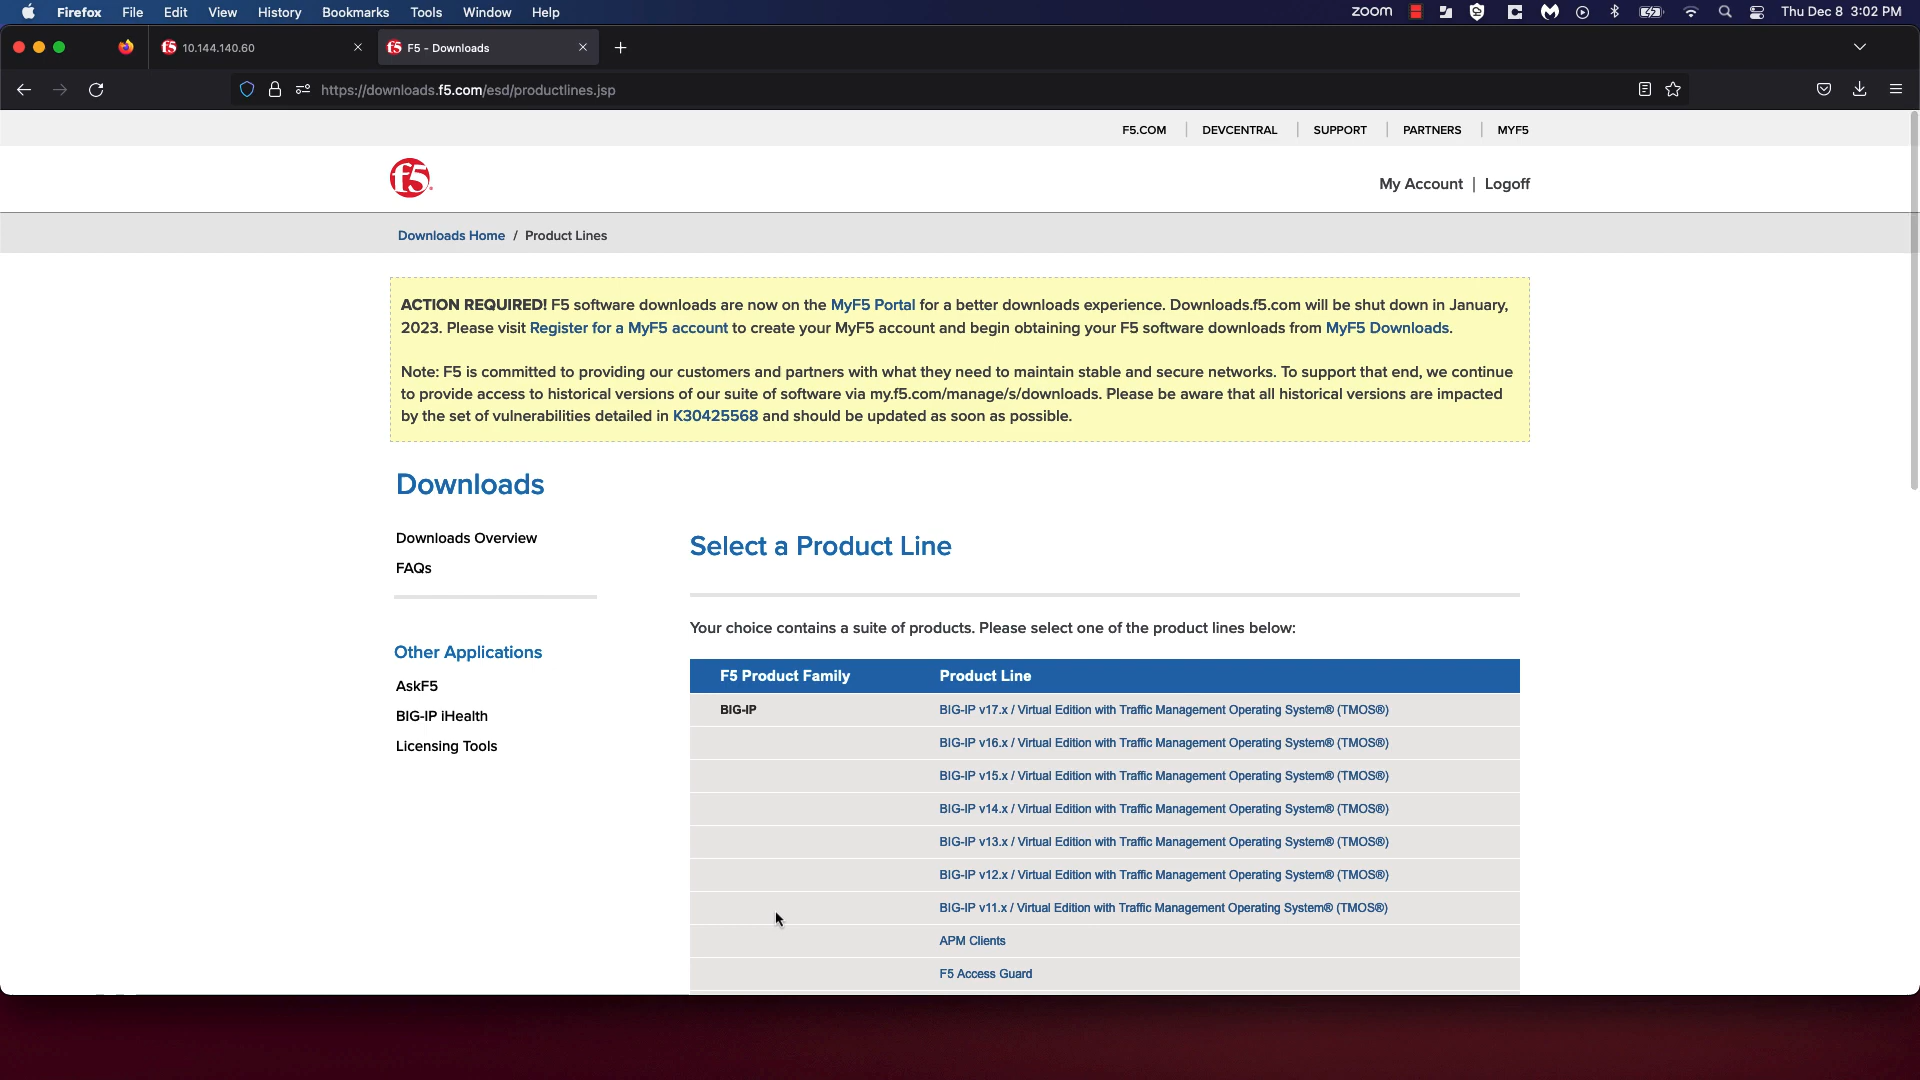 Firefox File Edit View History Bookmarks Tools Window Help zoom Thu Dec 8 3:02 PM
f5 10.144.140.60 f5 F5 - Downloads
https://downloads.f5.com/esd/productlines.jsp
F5.COM DEVCENTRAL SUPPORT PARTNERS MYF5
f5
My Account | Logoff
Downloads Home / Product Lines
ACTION REQUIRED! F5 software downloads are now on the MyF5 Portal for a better downloads experience. Downloads.f5.com will be shut down in January,
2023. Please visit Register for a MyF5 account to create your MyF5 account and begin obtaining your F5 software downloads from MyF5 Downloads.
Note: F5 is committed to providing our customers and partners with what they need to maintain stable and secure networks. To support that end, we continue
to provide access to historical versions of our suite of software via my.f5.com/manage/s/downloads. Please be aware that all historical versions are impacted
by the set of vulnerabilities detailed in K30425568 and should be updated as soon as possible.
Downloads
Downloads Overview
FAQs
Other Applications
AskF5
BIG-IP iHealth
Licensing Tools
Select a Product Line
Your choice contains a suite of products. Please select one of the product lines below:
F5 Product Family Product Line
BIG-IP BIG-IP v17.x / Virtual Edition with Traffic Management Operating System® (TMOS®)
BIG-IP v16.x / Virtual Edition with Traffic Management Operating System® (TMOS®)
BIG-IP v15.x / Virtual Edition with Traffic Management Operating System® (TMOS®)
BIG-IP v14.x / Virtual Edition with Traffic Management Operating System® (TMOS®)
BIG-IP v13.x / Virtual Edition with Traffic Management Operating System® (TMOS®)
BIG-IP v12.x / Virtual Edition with Traffic Management Operating System® (TMOS®)
BIG-IP v11.x / Virtual Edition with Traffic Management Operating System® (TMOS®)
APM Clients
F5 Access Guard